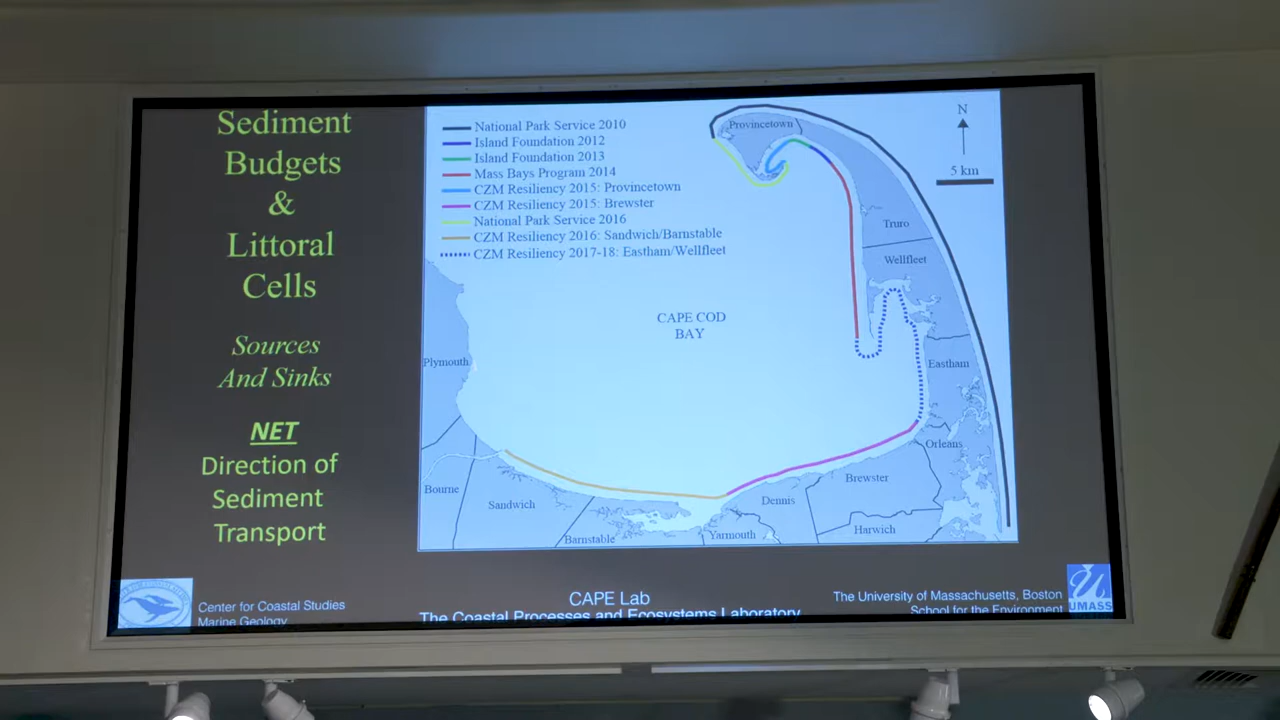 Sediment
Budgets
&
Littoral
Cells
Sources
And Sinks
NET
Direction of
Sediment
Transport
National Park Service 2010
Island Foundation 2012
Island Foundation 2013
Mass Bays Program 2014
CZM Resiliency 2015: Provincetown
CZM Resiliency 2015: Brewster
National Park Service 2016
CZM Resiliency 2016: Sandwich/Barnstable
CZM Resiliency 2017-18: Eastham/Wellfleet
Provincetown
N
5 km
Truro
Wellfleet
CAPE COD
BAY
Plymouth
Eastham
Orleans
Bourne
Sandwich
Barnstable
Yarmouth
Dennis
Brewster
Harwich
Center for Coastal Studies
Marine Geology
CAPE Lab
The Coastal Processes and Ecosystems Laboratory
The University of Massachusetts, Boston
School for the Environment
UMASS